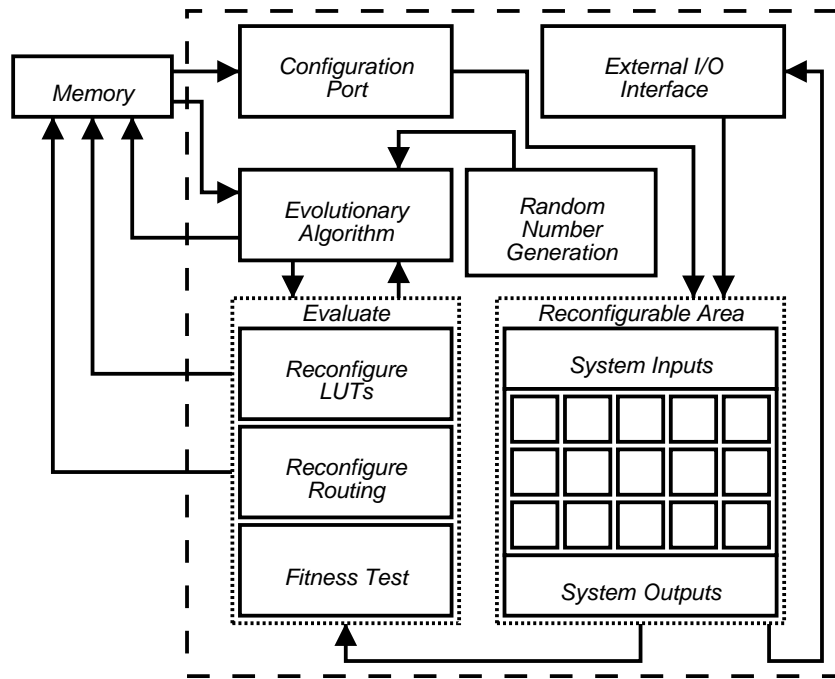 Configuration
Port
External I/O
Interface
Memory
Evolutionary
Algorithm
Random
Number
Generation
Evaluate
Reconfigure
LUTs
Reconfigure
Routing
Fitness Test
Reconfigurable Area
System Inputs
System Outputs